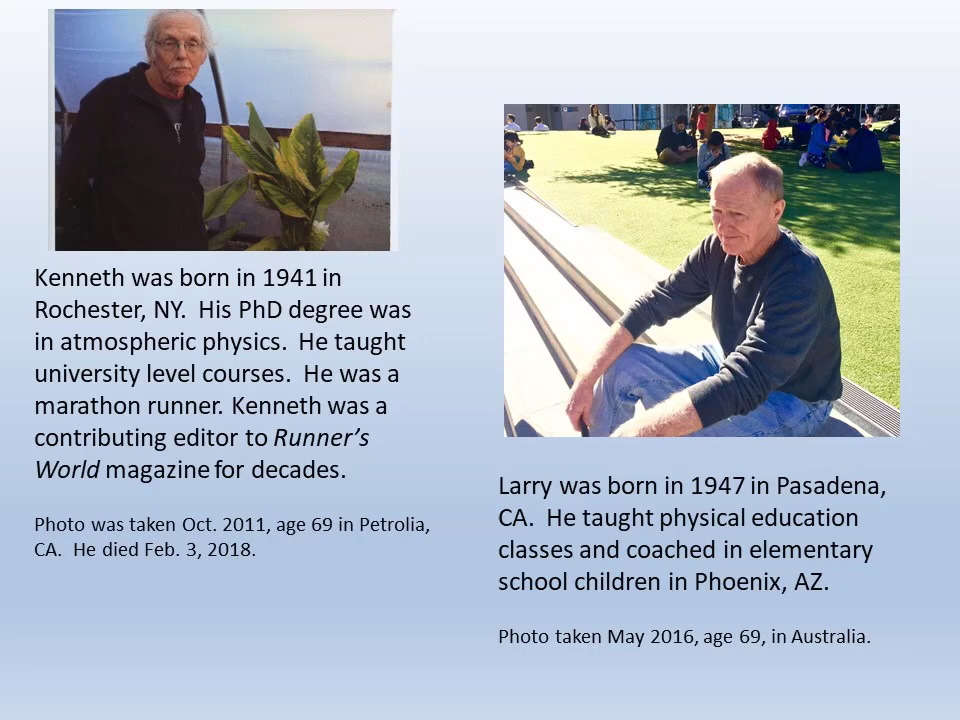 Kenneth was born in 1941 in
Rochester, NY.  His PhD degree was
in atmospheric physics.  He taught
university level courses.  He was a
marathon runner. Kenneth was a
contributing editor to Runner’s
World magazine for decades.
Photo was taken Oct. 2011, age 69 in Petrolia,
CA.  He died Feb. 3, 2018.
Larry was born in 1947 in Pasadena,
CA.  He taught physical education
classes and coached in elementary
school children in Phoenix, AZ.
Photo taken May 2016, age 69, in Australia.